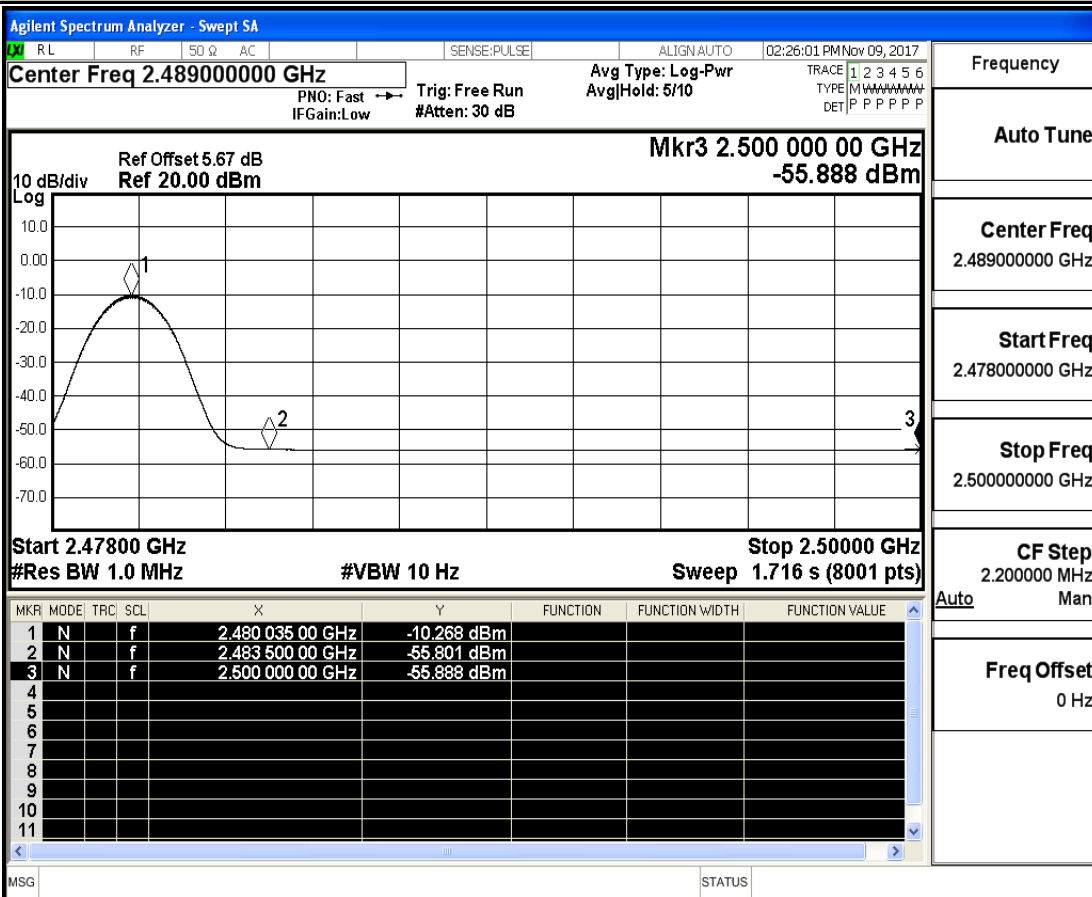 Agilent Spectrum Analyzer - Swept SA
LXI RL RF 50 Ω AC SENSE:PULSE ALIGN AUTO 02:26:01 PM Nov 09, 2017
Center Freq 2.489000000 GHz
PNO: Fast
IFGain:Low
Trig: Free Run
#Atten: 30 dB
Avg Type: Log-Pwr
Avg|Hold: 5/10
TRACE 1 2 3 4 5 6
TYPE M WWWWW
DET P P P P P P
Mkr3 2.500 000 00 GHz
-55.888 dBm
Ref Offset 5.67 dB
10 dB/div Ref 20.00 dBm
Log
10.0
0.00
-10.0
-20.0
-30.0
-40.0
-50.0
-60.0
-70.0
1
2
3
Start 2.47800 GHz Stop 2.50000 GHz
#Res BW 1.0 MHz #VBW 10 Hz Sweep 1.716 s (8001 pts)
MKR MODE TRC SCL X Y FUNCTION FUNCTION WIDTH FUNCTION VALUE
1 N f 2.480 035 00 GHz -10.268 dBm
2 N f 2.483 500 00 GHz -55.801 dBm
3 N f 2.500 000 00 GHz -55.888 dBm
4
5
6
7
8
9
10
11
MSG STATUS
Frequency
Auto Tune
Center Freq
2.489000000 GHz
Start Freq
2.478000000 GHz
Stop Freq
2.500000000 GHz
CF Step
2.200000 MHz
Auto Man
Freq Offset
0 Hz